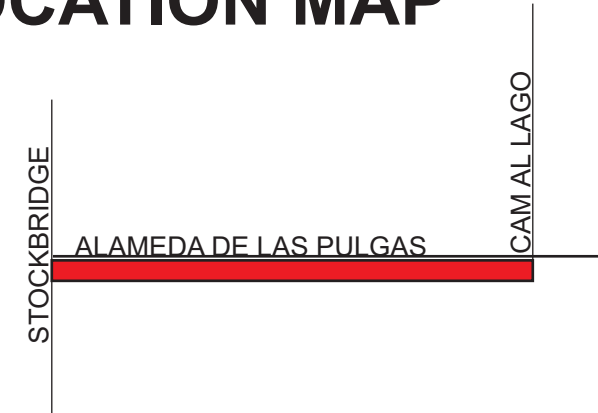 OCATION MAP
STOCKBRIDGE
ALAMEDA DE LAS PULGAS
CAM AL LAGO